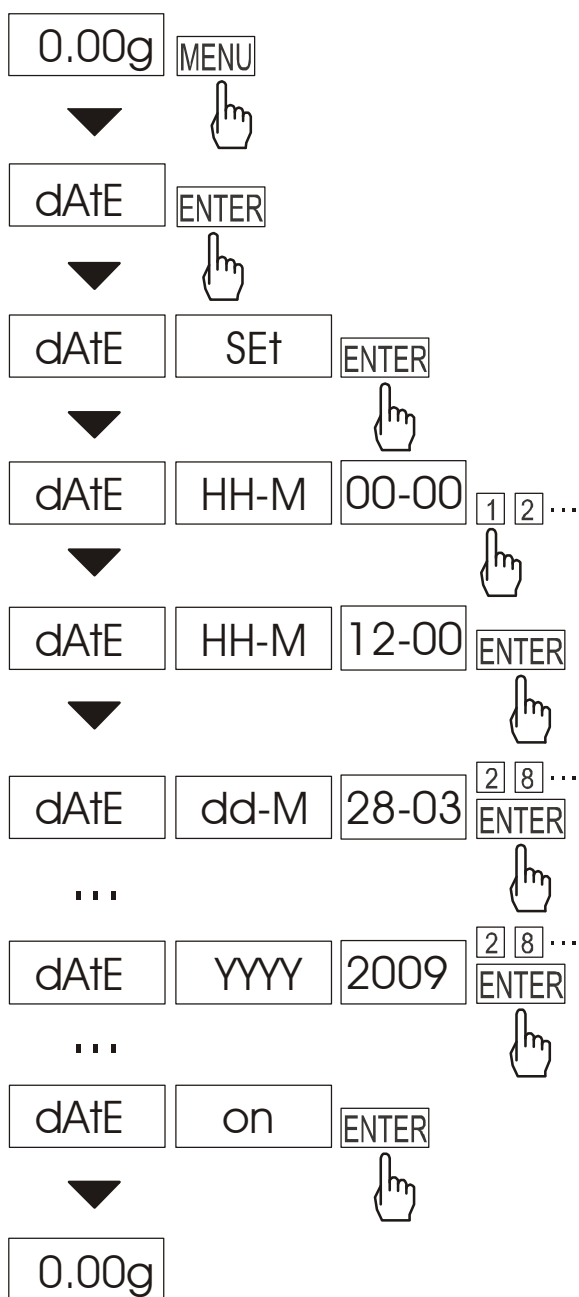 0.00g MENU
dAtE ENTER
dAtE SEt ENTER
dAtE HH-M 00-00 1 2 ...
dAtE HH-M 12-00 ENTER
2 8 ...
dAtE dd-M 28-03 ENTER
...
2 8 ...
dAtE YYYY 2009 ENTER
...
dAtE on ENTER
0.00g